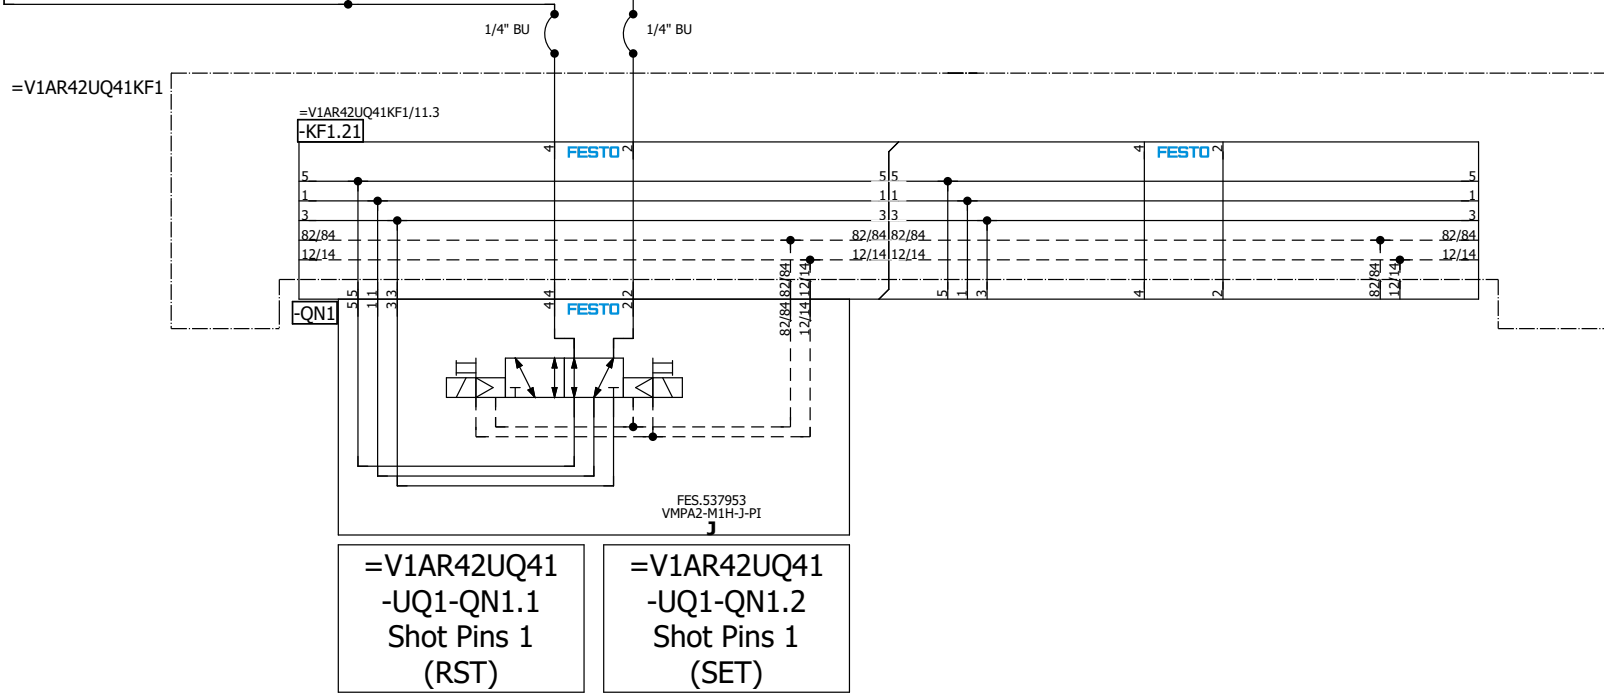 1/4" BU
1/4" BU
=V1AR42UQ41KF1
=V1AR42UQ41KF1/11.3
-KF1.21
4
FESTO
2
4
FESTO
2
5
5
5
5
1
1
1
1
3
3
3
3
82/84
82/84
82/84
82/84
12/14
12/14
12/14
12/14
82/84
12/14
82/84
12/14
5
1
3
4
2
5
1
3
4
2
-QN1
5
1
3
4
FESTO
2
82/84
12/14
FES.537953
VMPA2-M1H-J-PI
J
=V1AR42UQ41
-UQ1-QN1.1
Shot Pins 1
(RST)
=V1AR42UQ41
-UQ1-QN1.2
Shot Pins 1
(SET)